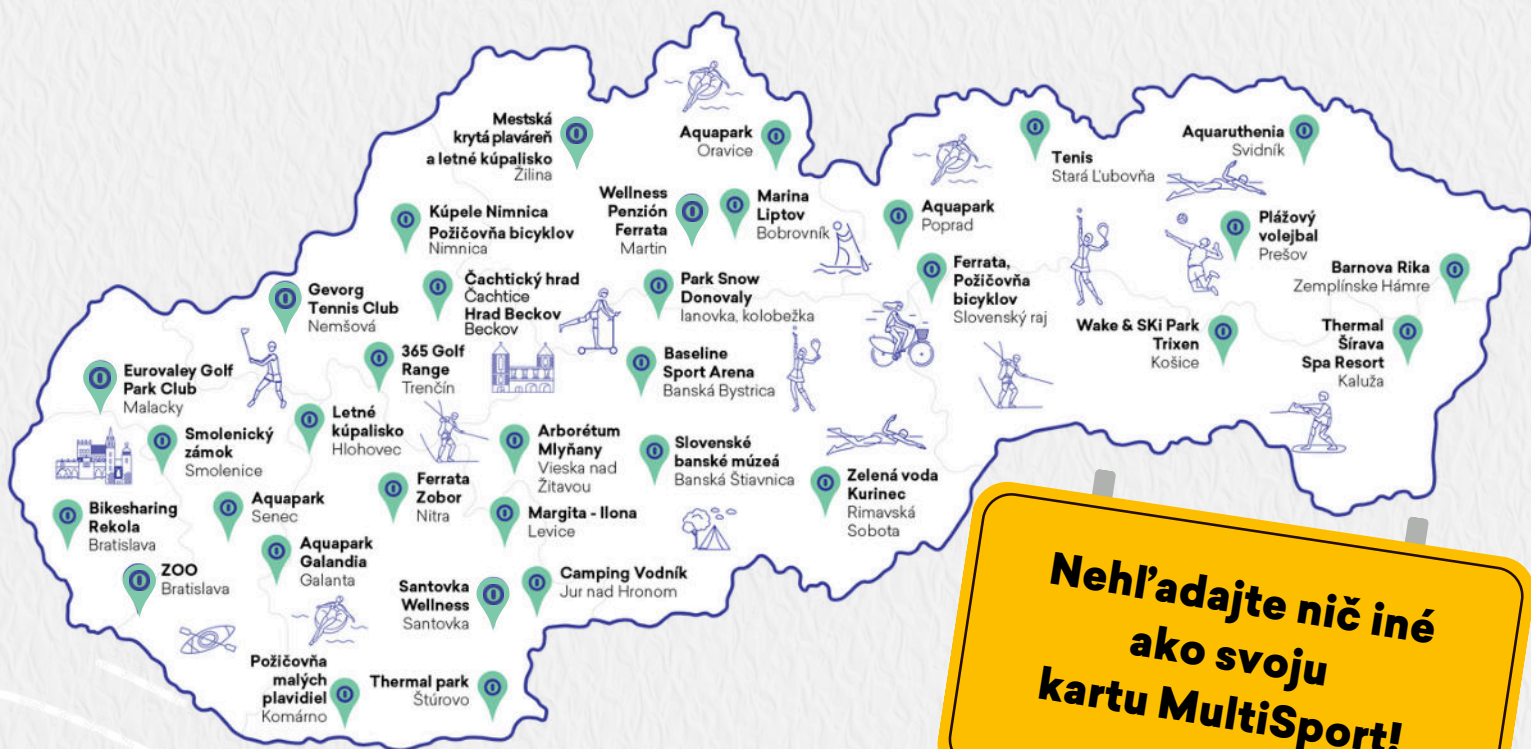 Mestská
krytá plaváreň
a letné kúpalisko
Žilina
Aquapark
Oravice
Tenis
Stará Ľubovňa
Aquaruthenia
Svidník
Kúpele Nimnica
Požičovňa bicyklov
Nimnica
Wellness
Penzión
Ferrata
Martin
Marina
Liptov
Bobrovník
Aquapark
Poprad
Plážový
volejbal
Prešov
Gevorg
Tennis Club
Nemšová
Čachtický hrad
Čachtice
Hrad Beckov
Beckov
Park Snow
Donovaly
lanovka, kolobežka
Ferrata,
Požičovňa
bicyklov
Slovenský raj
Barnova Rika
Zemplínske Hámre
Wake & SKi Park
Trixen
Košice
Thermal
Šírava
Spa Resort
Kaluža
Eurovaley Golf
Park Club
Malacky
365 Golf
Range
Trenčín
Baseline
Sport Arena
Banská Bystrica
Smolenický
zámok
Smolenice
Letné
kúpalisko
Hlohovec
Arborétum
Mlyňany
Vieska nad
Žitavou
Slovenské
banské múzeá
Banská Štiavnica
Zelená voda
Kurinec
Rimavská
Sobota
Bikesharing
Rekola
Bratislava
Aquapark
Senec
Ferrata
Zobor
Nitra
Margita - Ilona
Levice
ZOO
Bratislava
Aquapark
Galandia
Galanta
Santovka
Wellness
Santovka
Camping Vodník
Jur nad Hronom
Požičovňa
malých
plavidiel
Komárno
Thermal park
Štúrovo
Nehľadajte nič iné
ako svoju
kartu MultiSport!